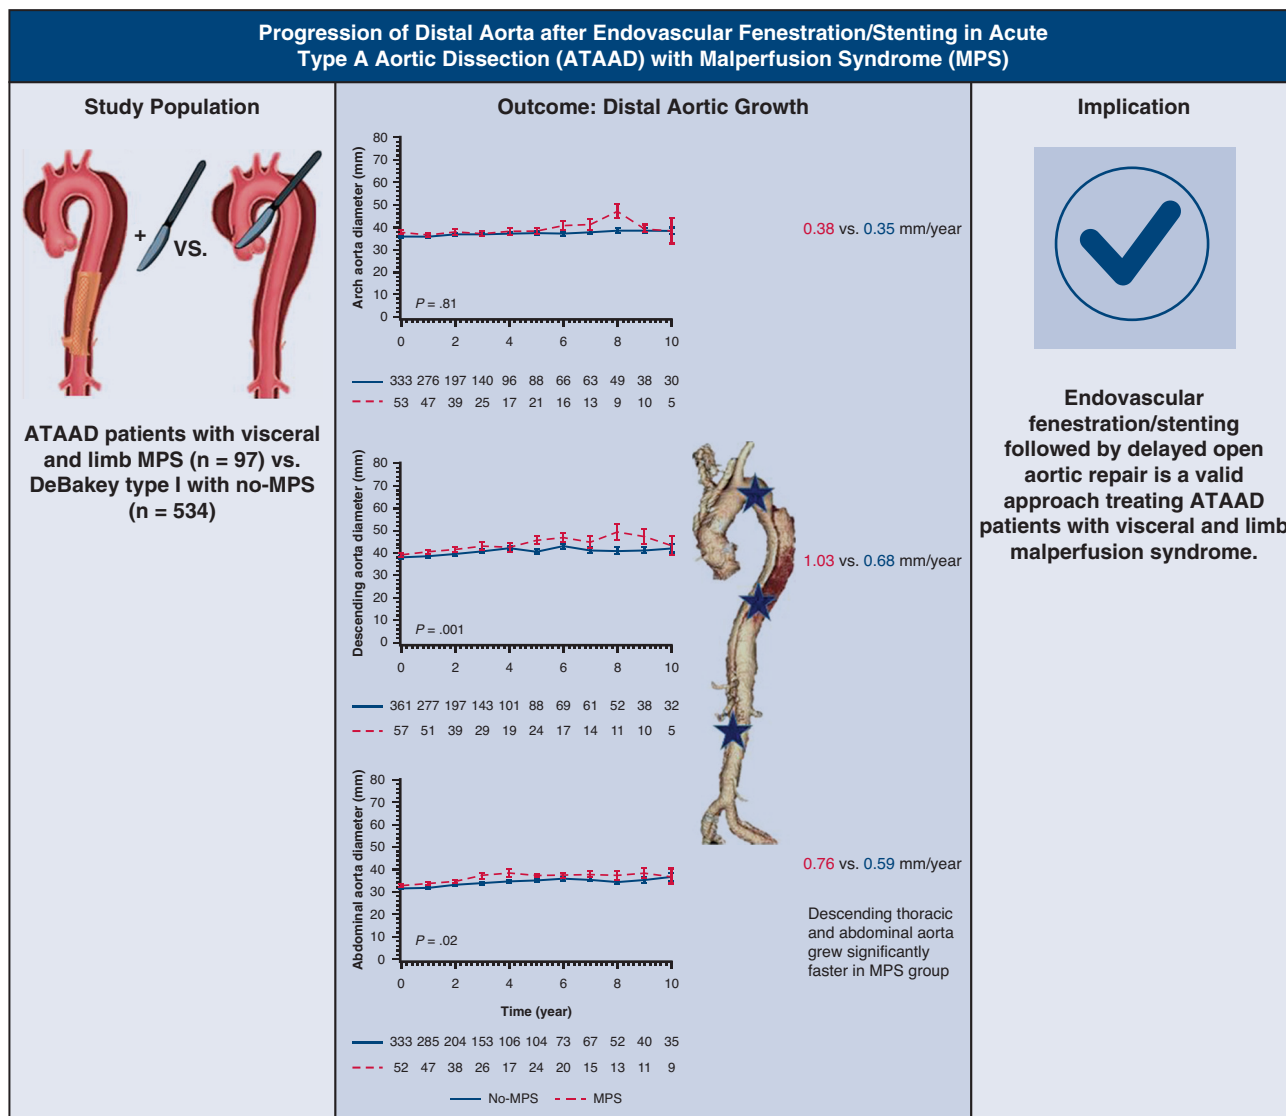 Progression of Distal Aorta after Endovascular Fenestration/Stenting in Acute
Type A Aortic Dissection (ATAAD) with Malperfusion Syndrome (MPS)
Study Population
+
VS.
ATAAD patients with visceral
and limb MPS (n = 97) vs.
DeBakey type I with no-MPS
(n = 534)
Outcome: Distal Aortic Growth
Arch aorta diameter (mm)
80
70
60
50
40
30
20
10
0
P = .81
0 2 4 6 8 10
333 276 197 140 96 88 66 63 49 38 30
53 47 39 25 17 21 16 13 9 10 5
0.38 vs. 0.35 mm/year
Descending aorta diameter (mm)
80
70
60
50
40
30
20
10
0
P = .001
0 2 4 6 8 10
361 277 197 143 101 88 69 61 52 38 32
57 51 39 29 19 24 17 14 11 10 5
1.03 vs. 0.68 mm/year
Abdominal aorta diameter (mm)
80
70
60
50
40
30
20
10
0
P = .02
0 2 4 6 8 10
Time (year)
333 285 204 153 106 104 73 67 52 40 35
52 47 38 26 17 24 20 15 13 11 9
No-MPS MPS
0.76 vs. 0.59 mm/year
Descending thoracic
and abdominal aorta
grew significantly
faster in MPS group
Implication
Endovascular
fenestration/stenting
followed by delayed open
aortic repair is a valid
approach treating ATAAD
patients with visceral and limb
malperfusion syndrome.